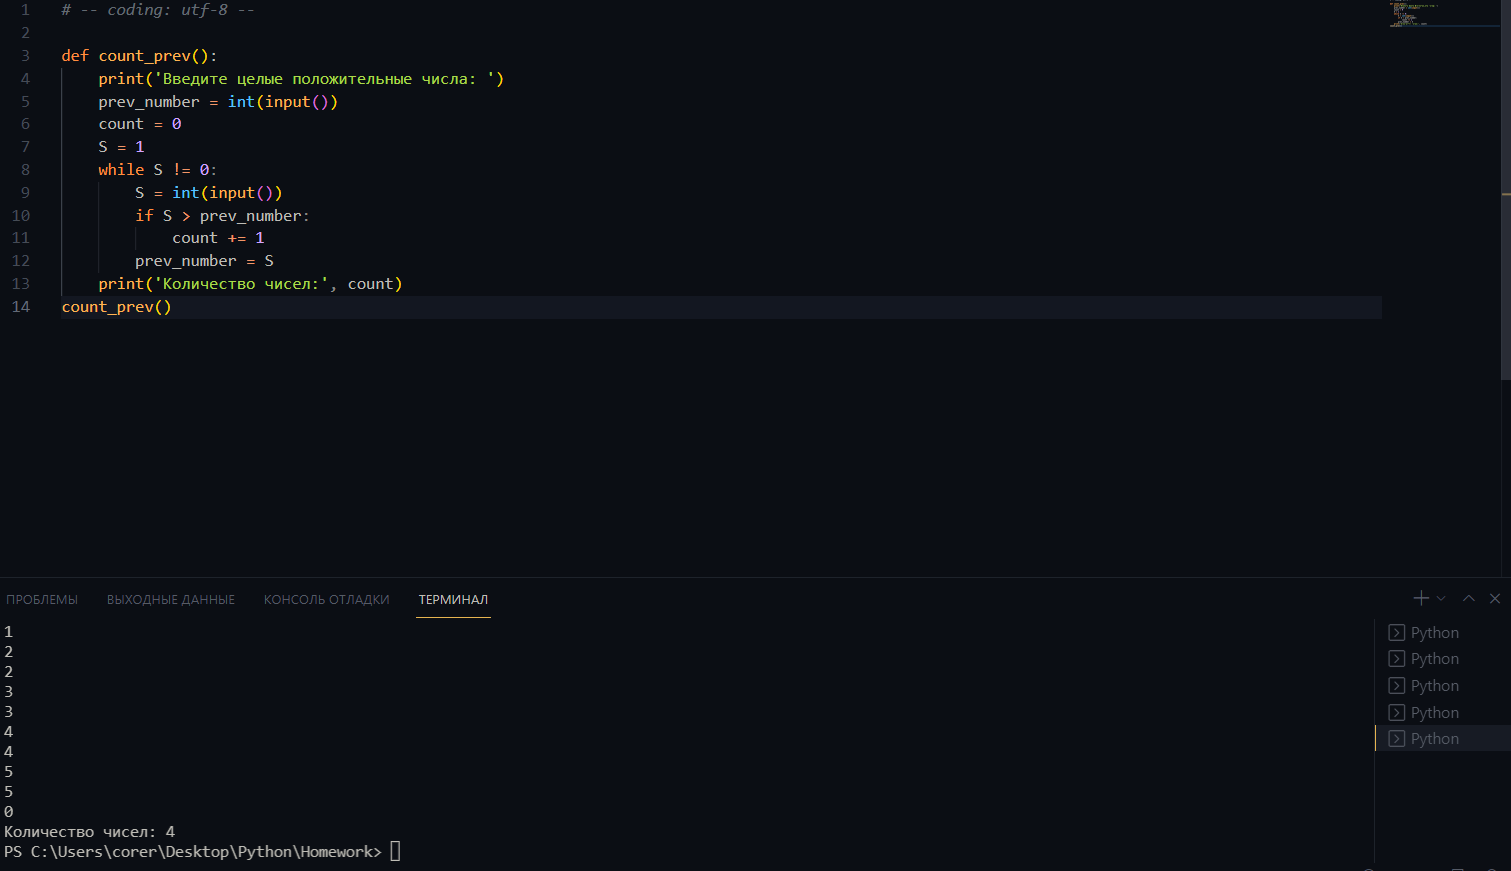 1 # -- coding: utf-8 --
2
3 def count_prev():
4     print('Введите целые положительные числа: ')
5     prev_number = int(input())
6     count = 0
7     S = 1
8     while S != 0:
9         S = int(input())
10         if S > prev_number:
11             count += 1
12         prev_number = S
13     print('Количество чисел:', count)
14 count_prev()
ПРОБЛЕМЫ ВЫХОДНЫЕ ДАННЫЕ КОНСОЛЬ ОТЛАДКИ ТЕРМИНАЛ
1
2
2
3
3
4
4
5
5
0
Количество чисел: 4
PS C:\Users\corer\Desktop\Python\Homework>
Python
Python
Python
Python
Python